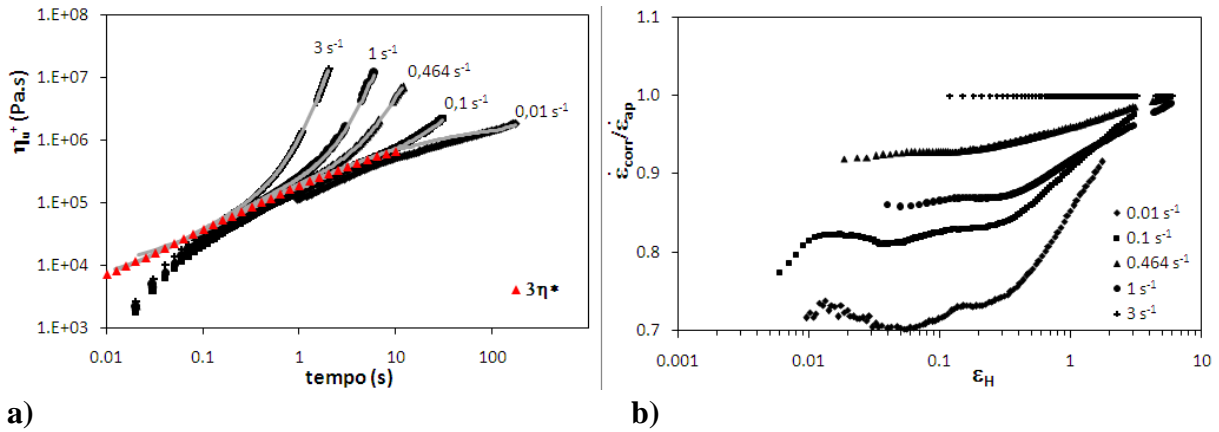 1.E+08
1.E+07
1.E+06
1.E+05
1.E+04
1.E+03
ηu+ (Pa.s)
3 s-1
1 s-1
0,464 s-1
0,1 s-1
0,01 s-1
3η*
0.01
0.1
1
10
100
tempo (s)
a)
1.0
0.9
0.8
0.7
ε̇corr/ε̇ap
0.01 s-1
0.1 s-1
0.464 s-1
1 s-1
3 s-1
0.001
0.01
0.1
1
10
εH
b)